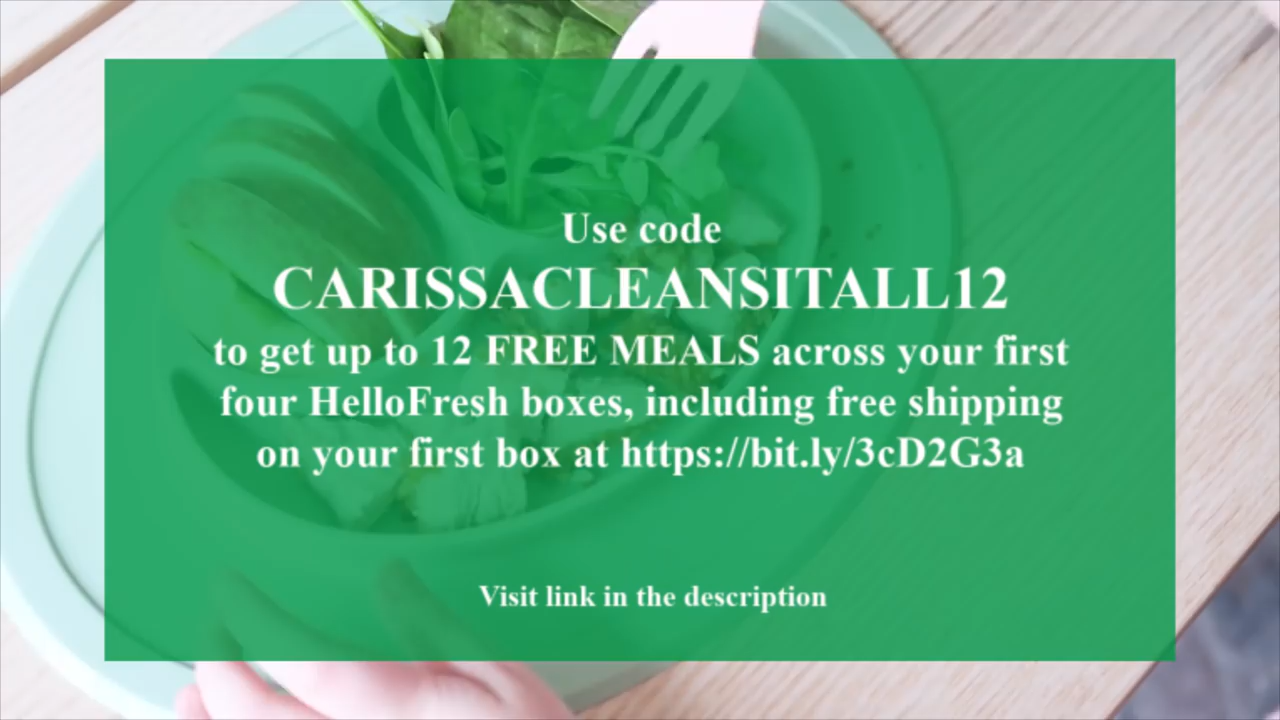 Use code
CARISSACLEANSITALL12
to get up to 12 FREE MEALS across your first
four HelloFresh boxes, including free shipping
on your first box at https://bit.ly/3cD2G3a
Visit link in the description